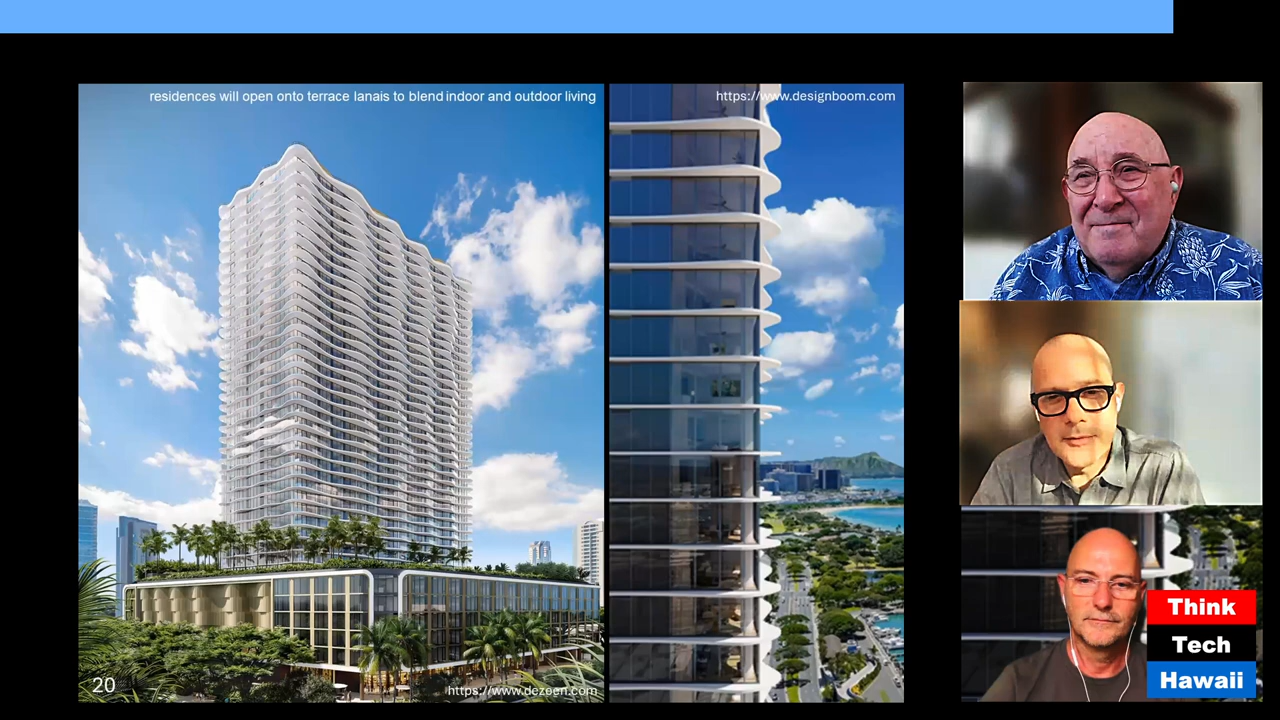 residences will open onto terrace lanais to blend indoor and outdoor living
https://www.designboom.com
20
https://www.dezeen.com
Think
Tech
Hawaii